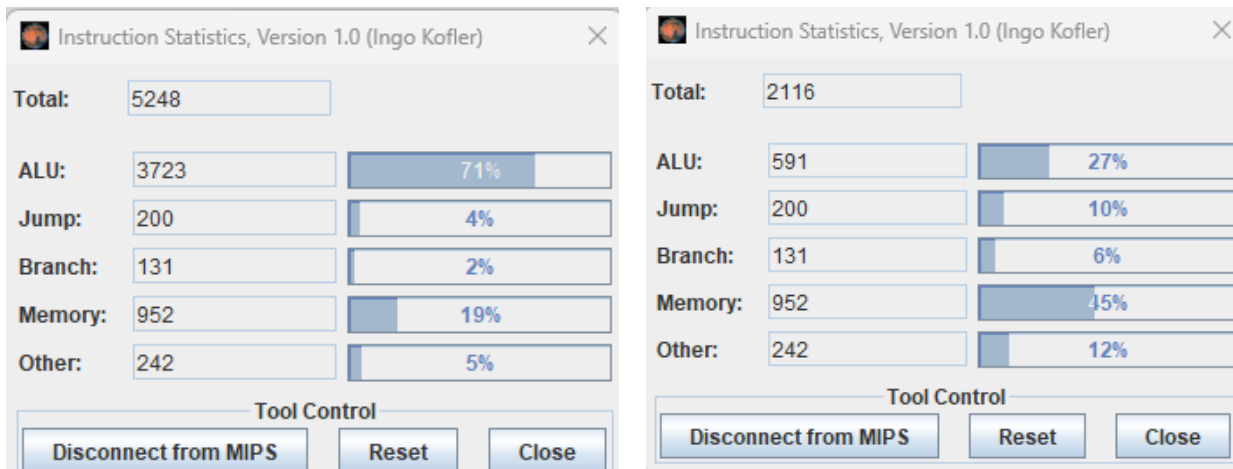 Instruction Statistics, Version 1.0 (Ingo Kofler)
Total: 5248
ALU: 3723 71%
Jump: 200 4%
Branch: 131 2%
Memory: 952 19%
Other: 242 5%
Tool Control
Disconnect from MIPS Reset Close
Instruction Statistics, Version 1.0 (Ingo Kofler)
Total: 2116
ALU: 591 27%
Jump: 200 10%
Branch: 131 6%
Memory: 952 45%
Other: 242 12%
Tool Control
Disconnect from MIPS Reset Close